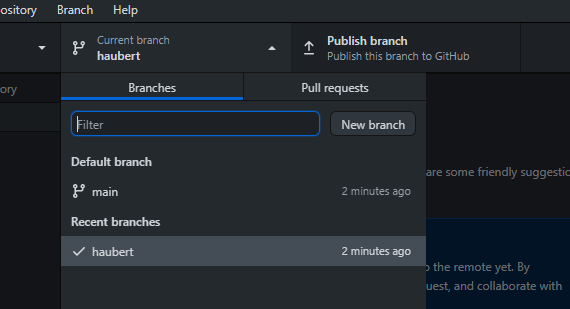 ository Branch Help
Current branch
haubert
Publish branch
Publish this branch to GitHub
ory
Branches Pull requests
Filter New branch
are some friendly suggestio
Default branch
main 2 minutes ago
Recent branches
haubert 2 minutes ago
o the remote yet. By
uest, and collaborate with